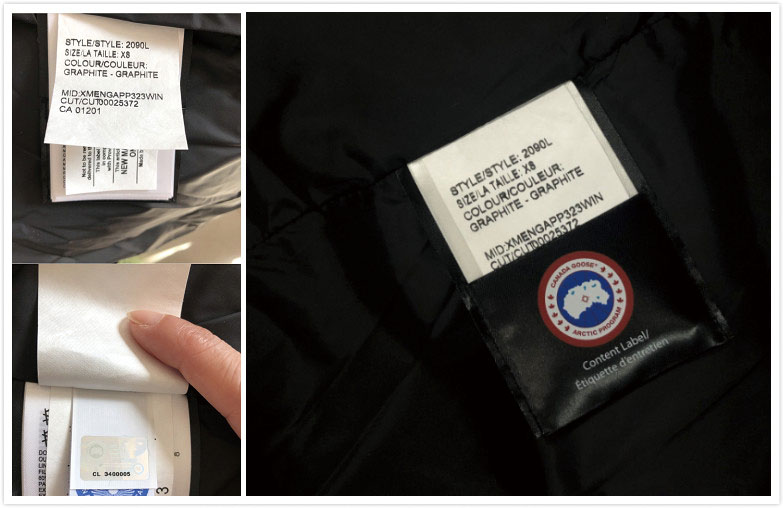 STYLE/STYLE: 2090L
SIZE/LA TAILLE: XS
COLOUR/COULEUR:
GRAPHITE - GRAPHITE
MID:XMENGAPP323WIN
CUT/CUT00025372
CA 01201
CL 3400005
8
3
STYLE/STYLE: 2090L
SIZE/LA TAILLE: XS
COLOUR/COULEUR:
GRAPHITE - GRAPHITE
MID:XMENGAPP323WIN
CUT/CUT00025372
CANADA GOOSE
ARCTIC PROGRAM
Content Label/
Étiquette d'entretien